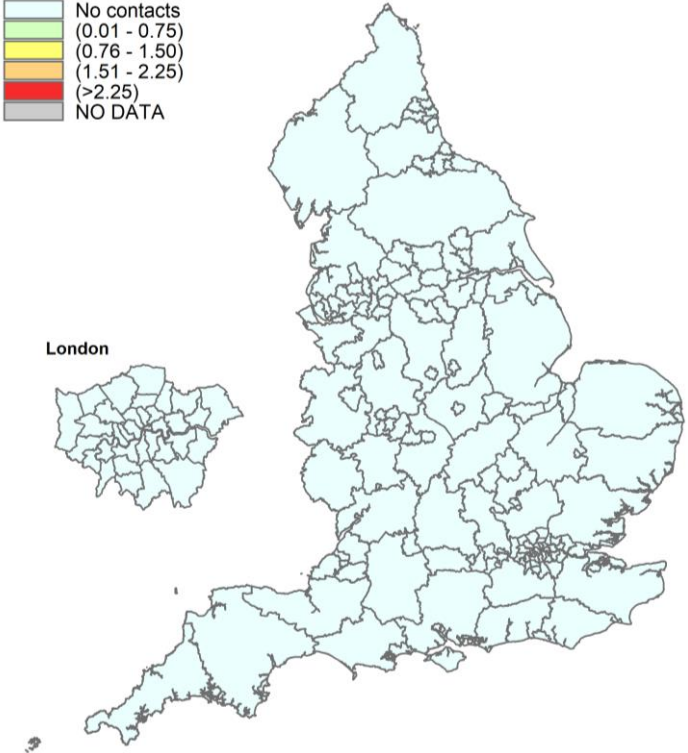 No contacts
(0.01 - 0.75)
(0.76 - 1.50)
(1.51 - 2.25)
(>2.25)
NO DATA
London